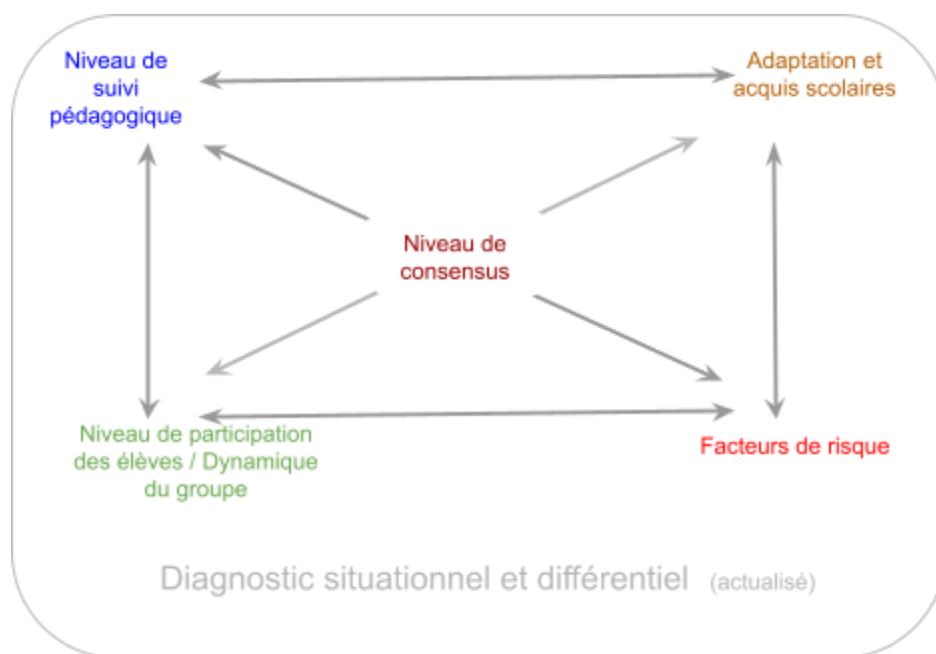 Niveau de
suivi
pédagogique
Adaptation et
acquis scolaires
Niveau de
consensus
Niveau de participation
des élèves / Dynamique
du groupe
Facteurs de risque
Diagnostic situationnel et différentiel (actualisé)